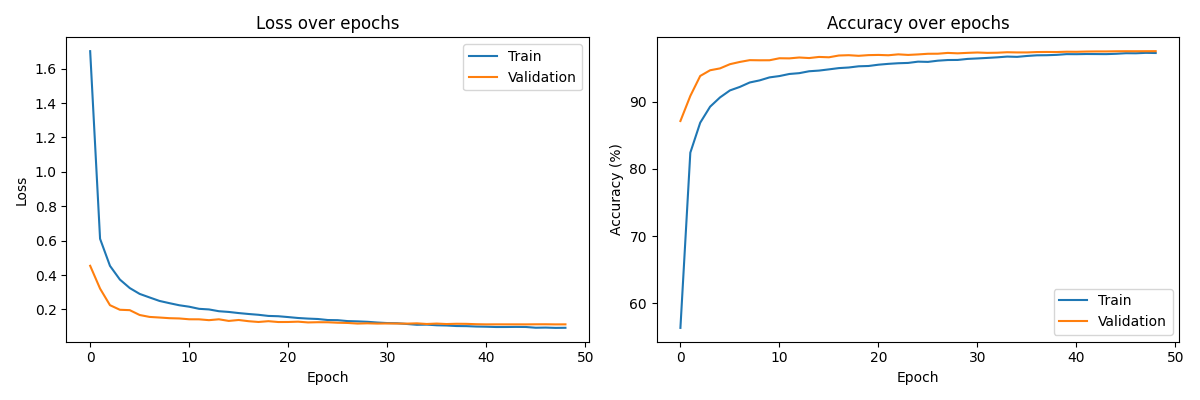 Loss over epochs
Loss
1.6
1.4
1.2
1.0
0.8
0.6
0.4
0.2
Train
Validation
0 10 20 30 40 50
Epoch
Accuracy over epochs
Accuracy (%)
90
80
70
60
Train
Validation
0 10 20 30 40 50
Epoch